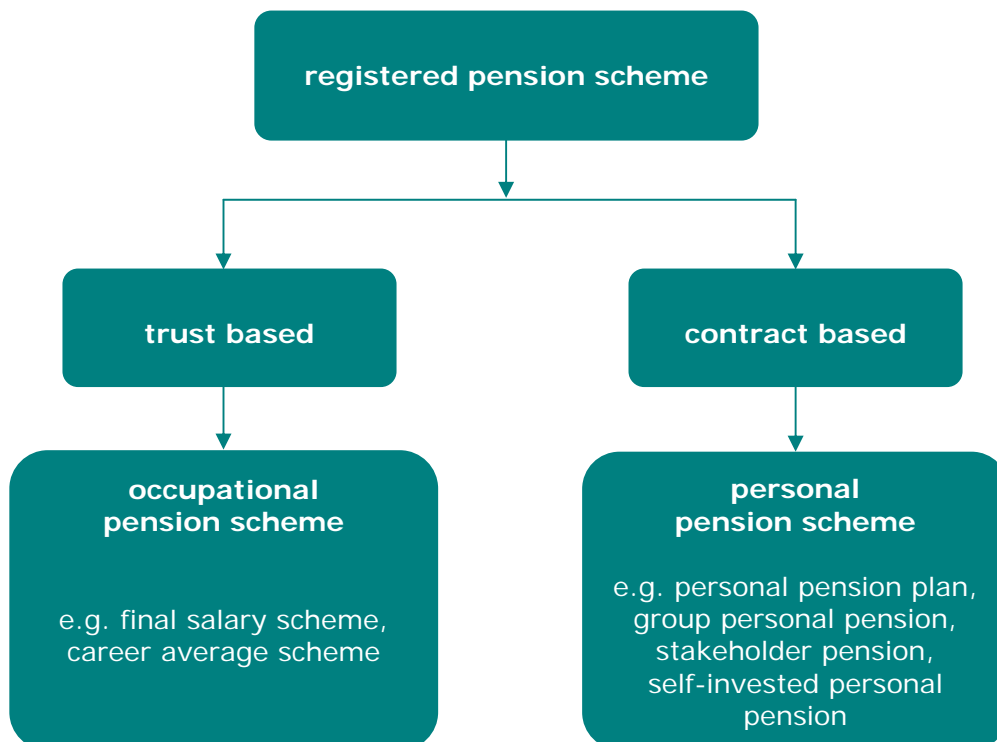 registered pension scheme
trust based
contract based
occupational
pension scheme
e.g. final salary scheme,
career average scheme
personal
pension scheme
e.g. personal pension plan,
group personal pension,
stakeholder pension,
self-invested personal
pension